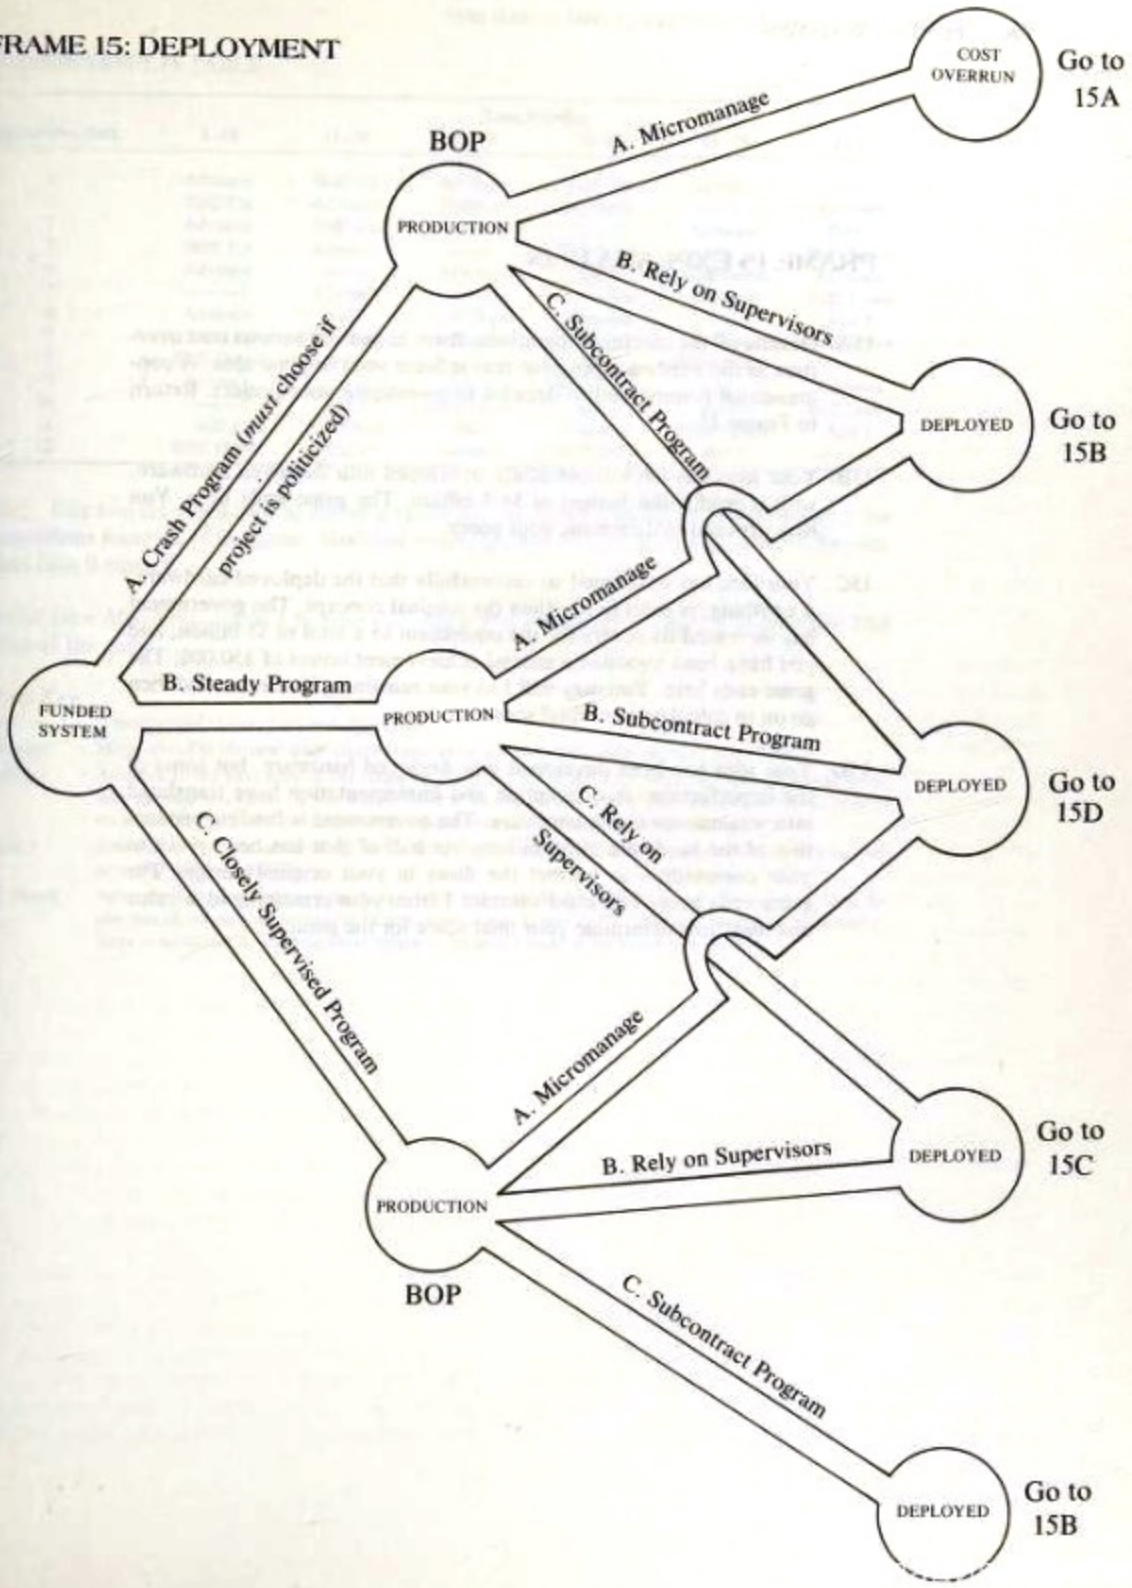 FRAME 15: DEPLOYMENT
COST
OVERRUN
Go to
15A
A. Micromanage
BOP
PRODUCTION
B. Rely on Supervisors
C. Subcontract Program
DEPLOYED
Go to
15B
A. Crash Program (must choose if
project is politicized)
A. Micromanage
B. Steady Program
FUNDED
SYSTEM
PRODUCTION
B. Subcontract Program
C. Rely on
Supervisors
DEPLOYED
Go to
15D
C. Closely Supervised Program
A. Micromanage
B. Rely on Supervisors
DEPLOYED
Go to
15C
PRODUCTION
BOP
C. Subcontract Program
DEPLOYED
Go to
15B